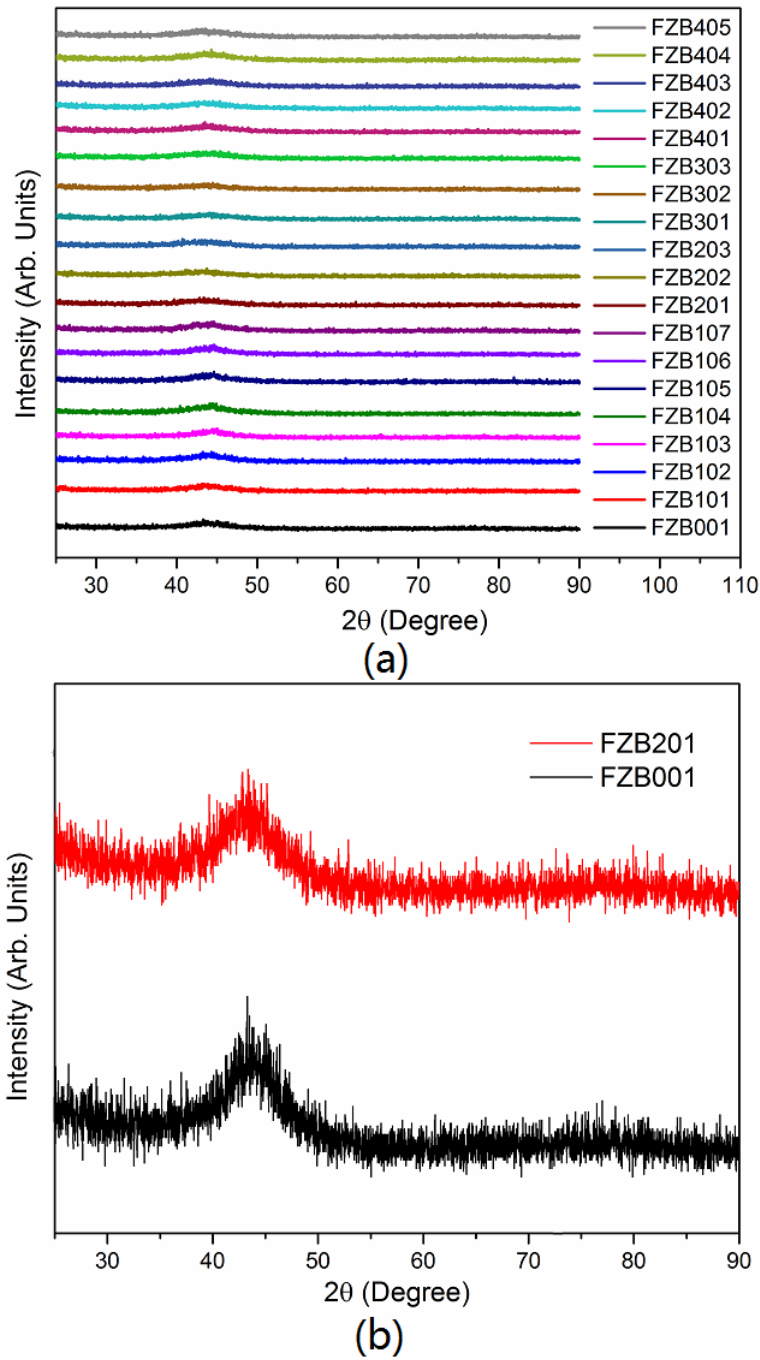 FZB405
FZB404
FZB403
FZB402
FZB401
FZB303
FZB302
FZB301
FZB203
FZB202
FZB201
FZB107
FZB106
FZB105
FZB104
FZB103
FZB102
FZB101
FZB001
Intensity (Arb. Units)
30 40 50 60 70 80 90 100 110
2θ (Degree)
(a)
FZB201
FZB001
Intensity (Arb. Units)
30 40 50 60 70 80 90
2θ (Degree)
(b)